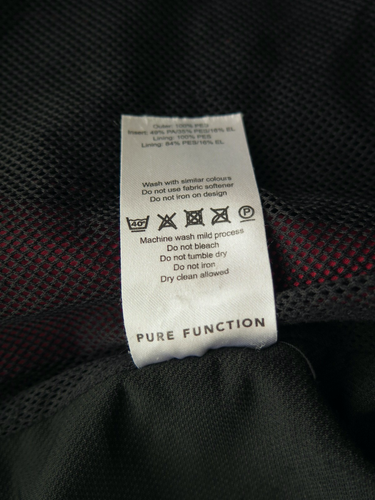 Outer: 100% PES
Insert: 49% PA/35% PES/16% EL
Lining: 100% PES
Lining: 84% PES/16% EL
Wash with similar colours
Do not use fabric softener
Do not iron on design
40° P
Machine wash mild process
Do not bleach
Do not tumble dry
Do not iron
Dry clean allowed
PURE FUNCTION